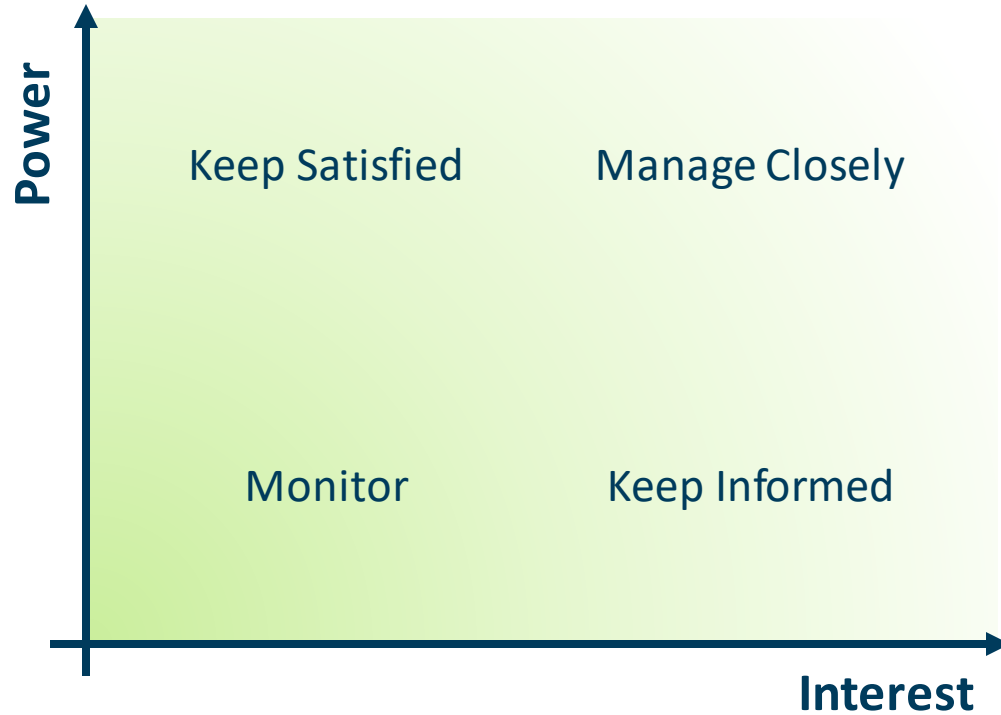 Power
Keep Satisfied
Manage Closely
Monitor
Keep Informed
Interest